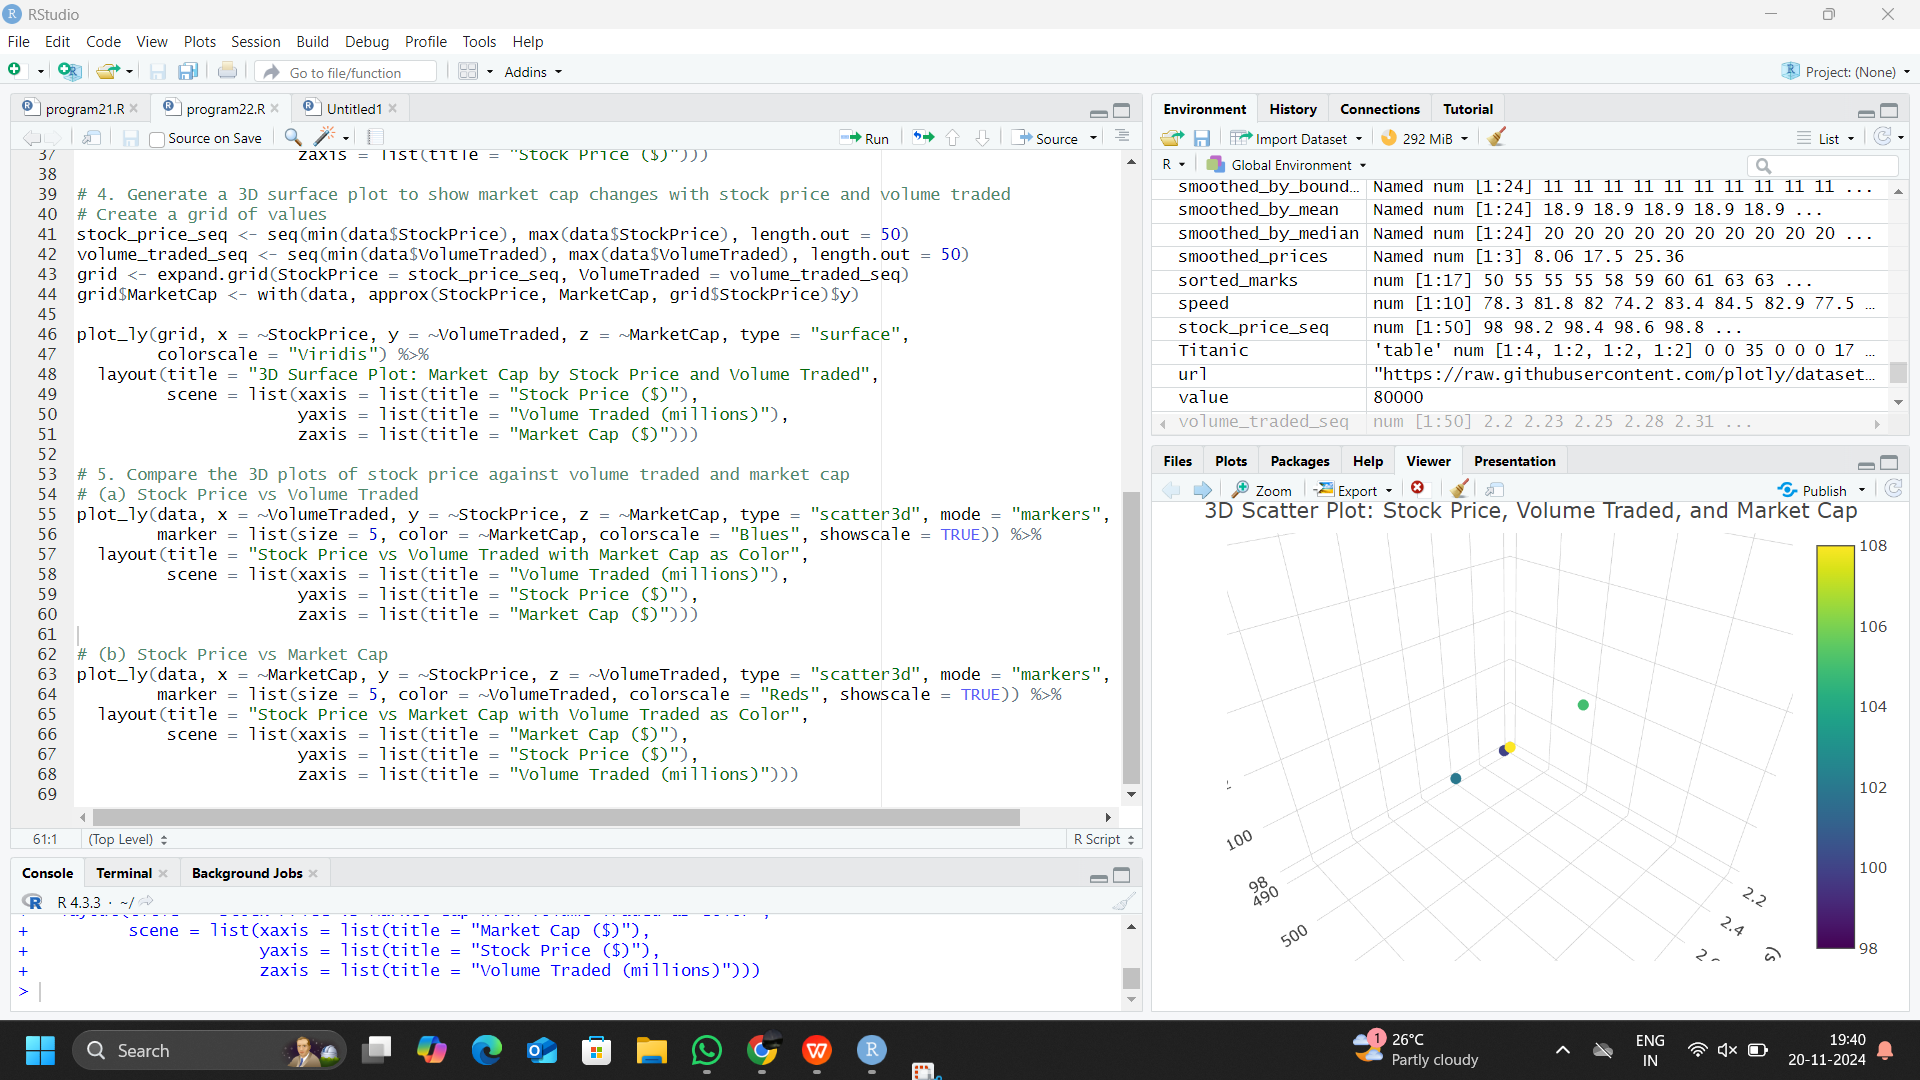 RStudio
File Edit Code View Plots Session Build Debug Profile Tools Help
Go to file/function
Addins
Project: (None)
program21.R
program22.R
Untitled1
Source on Save
Run
Source
37 zaxis = list(title = "Stock Price ($)")))
38
39 # 4. Generate a 3D surface plot to show market cap changes with stock price and volume traded
40 # Create a grid of values
41 stock_price_seq <- seq(min(data$StockPrice), max(data$StockPrice), length.out = 50)
42 volume_traded_seq <- seq(min(data$VolumeTraded), max(data$VolumeTraded), length.out = 50)
43 grid <- expand.grid(StockPrice = stock_price_seq, VolumeTraded = volume_traded_seq)
44 grid$MarketCap <- with(data, approx(StockPrice, MarketCap, grid$StockPrice)$y)
45
46 plot_ly(grid, x = ~StockPrice, y = ~VolumeTraded, z = ~MarketCap, type = "surface",
47 colorscale = "Viridis") %>%
48 layout(title = "3D Surface Plot: Market Cap by Stock Price and Volume Traded",
49 scene = list(xaxis = list(title = "Stock Price ($)"),
50 yaxis = list(title = "Volume Traded (millions)"),
51 zaxis = list(title = "Market Cap ($)")))
52
53 # 5. Compare the 3D plots of stock price against volume traded and market cap
54 # (a) Stock Price vs Volume Traded
55 plot_ly(data, x = ~VolumeTraded, y = ~StockPrice, z = ~MarketCap, type = "scatter3d", mode = "markers",
56 marker = list(size = 5, color = ~MarketCap, colorscale = "Blues", showscale = TRUE)) %>%
57 layout(title = "Stock Price vs Volume Traded with Market Cap as Color",
58 scene = list(xaxis = list(title = "Volume Traded (millions)"),
59 yaxis = list(title = "Stock Price ($)"),
60 zaxis = list(title = "Market Cap ($)")))
61
62 # (b) Stock Price vs Market Cap
63 plot_ly(data, x = ~MarketCap, y = ~StockPrice, z = ~VolumeTraded, type = "scatter3d", mode = "markers",
64 marker = list(size = 5, color = ~VolumeTraded, colorscale = "Reds", showscale = TRUE)) %>%
65 layout(title = "Stock Price vs Market Cap with Volume Traded as Color",
66 scene = list(xaxis = list(title = "Market Cap ($)"),
67 yaxis = list(title = "Stock Price ($)"),
68 zaxis = list(title = "Volume Traded (millions)")))
69
61:1 (Top Level) R Script
Console Terminal Background Jobs
R 4.3.3 · ~/
+ scene = list(xaxis = list(title = "Market Cap ($)"),
+ yaxis = list(title = "Stock Price ($)"),
+ zaxis = list(title = "Volume Traded (millions)")))
>
Environment History Connections Tutorial
Import Dataset 292 MiB List
R Global Environment
smoothed_by_bound... Named num [1:24] 11 11 11 11 11 11 11 11 11 11 ...
smoothed_by_mean Named num [1:24] 18.9 18.9 18.9 18.9 18.9 ...
smoothed_by_median Named num [1:24] 20 20 20 20 20 20 20 20 20 20 ...
smoothed_prices Named num [1:3] 8.06 17.5 25.36
sorted_marks num [1:17] 50 55 55 55 58 59 60 61 63 63 ...
speed num [1:10] 78.3 81.8 82 74.2 83.4 84.5 82.9 77.5 ...
stock_price_seq num [1:50] 98 98.2 98.4 98.6 98.8 ...
Titanic 'table' num [1:4, 1:2, 1:2, 1:2] 0 0 35 0 0 0 17 ...
url "https://raw.githubusercontent.com/plotly/dataset...
value 80000
volume_traded_seq num [1:50] 2.2 2.23 2.25 2.28 2.31 ...
Files Plots Packages Help Viewer Presentation
Zoom Export Publish
3D Scatter Plot: Stock Price, Volume Traded, and Market Cap
108
106
104
102
100
98
100
98
490
500
2.2
2.4
Search
1
26°C
Partly cloudy
ENG
IN
19:40
20-11-2024